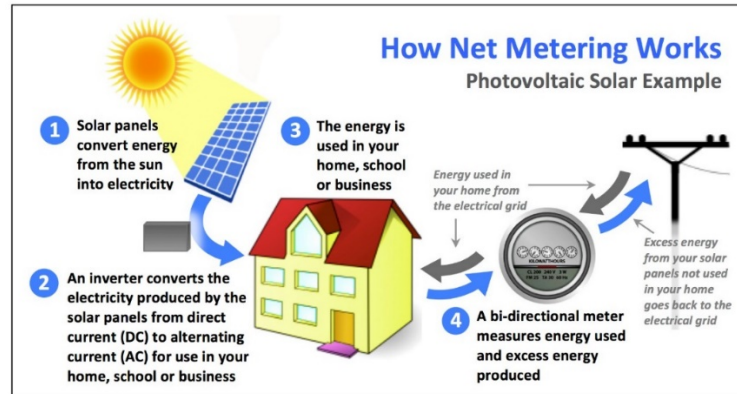 How Net Metering Works
Photovoltaic Solar Example
1
Solar panels
convert energy
from the sun
into electricity
2
An inverter converts the
electricity produced by the
solar panels from direct
current (DC) to alternating
current (AC) for use in your
home, school or business
3
The energy is
used in your
home, school
or business
Energy used in
your home from
the electrical grid
KILOWATTHOURS
Excess energy
from your solar
panels not used
in your home
goes back to the
electrical grid
4
A bi-directional meter
measures energy used
and excess energy
produced